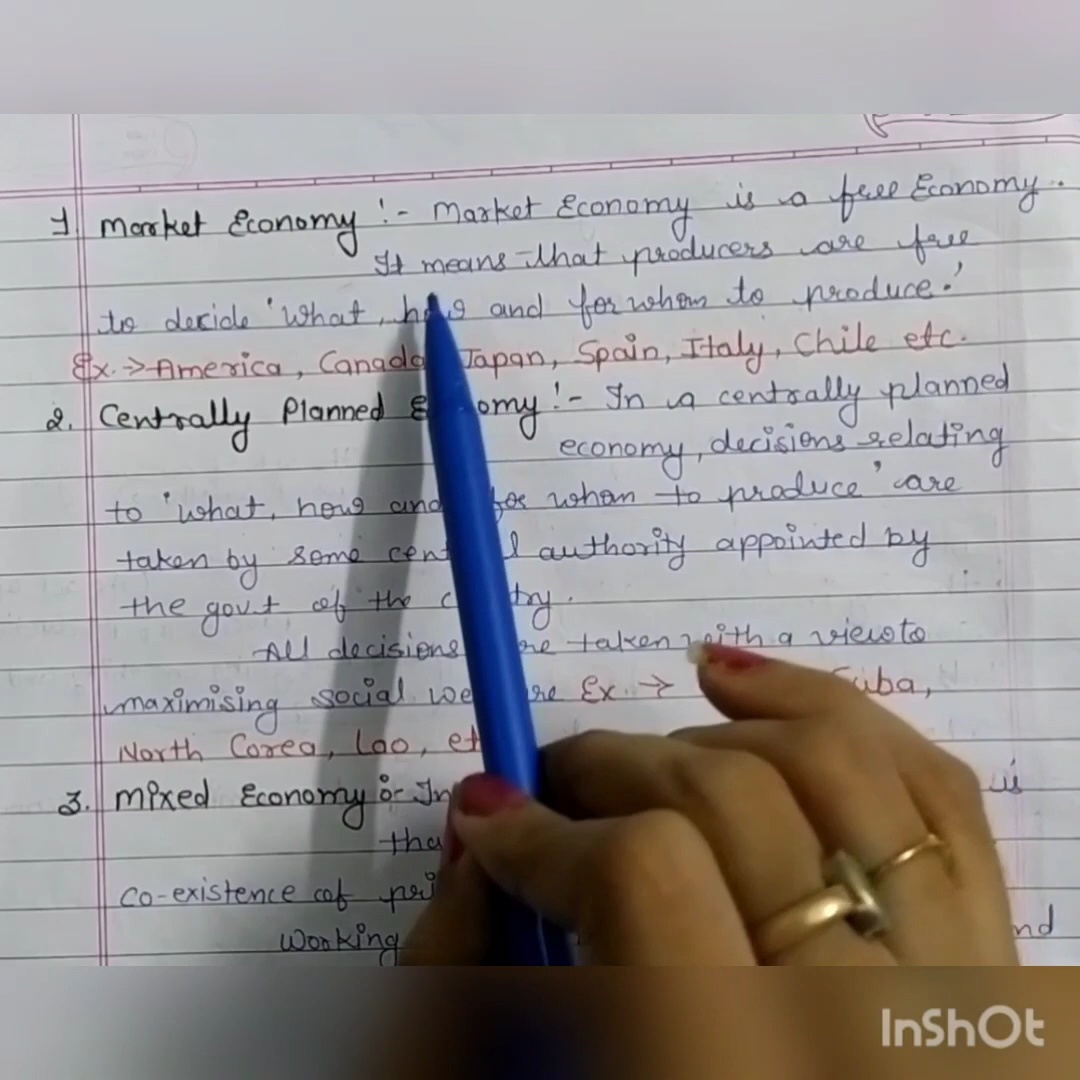 1 Market Economy :- Market Economy is a free Economy.
It means that producers are free
to decide 'What, how and for whom to produce.'
Ex.→ America, Canada, Japan, Spain, Italy, Chile etc.
2. Centrally Planned omy :- In a centrally planned
economy, decisions relating
to 'what, how and for whom to produce' are
taken by some authority appointed by
the govt of the
All decisions taken with a view to
maximising social Ex. → Cuba,
North Corea, Lao,
3. Mixed Economy :- is
co-existence of
Working
InShOt